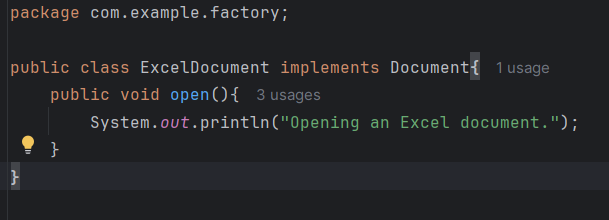 package com.example.factory;
public class ExcelDocument implements Document{ 1 usage
public void open(){ 3 usages
System.out.println("Opening an Excel document.");
}
}